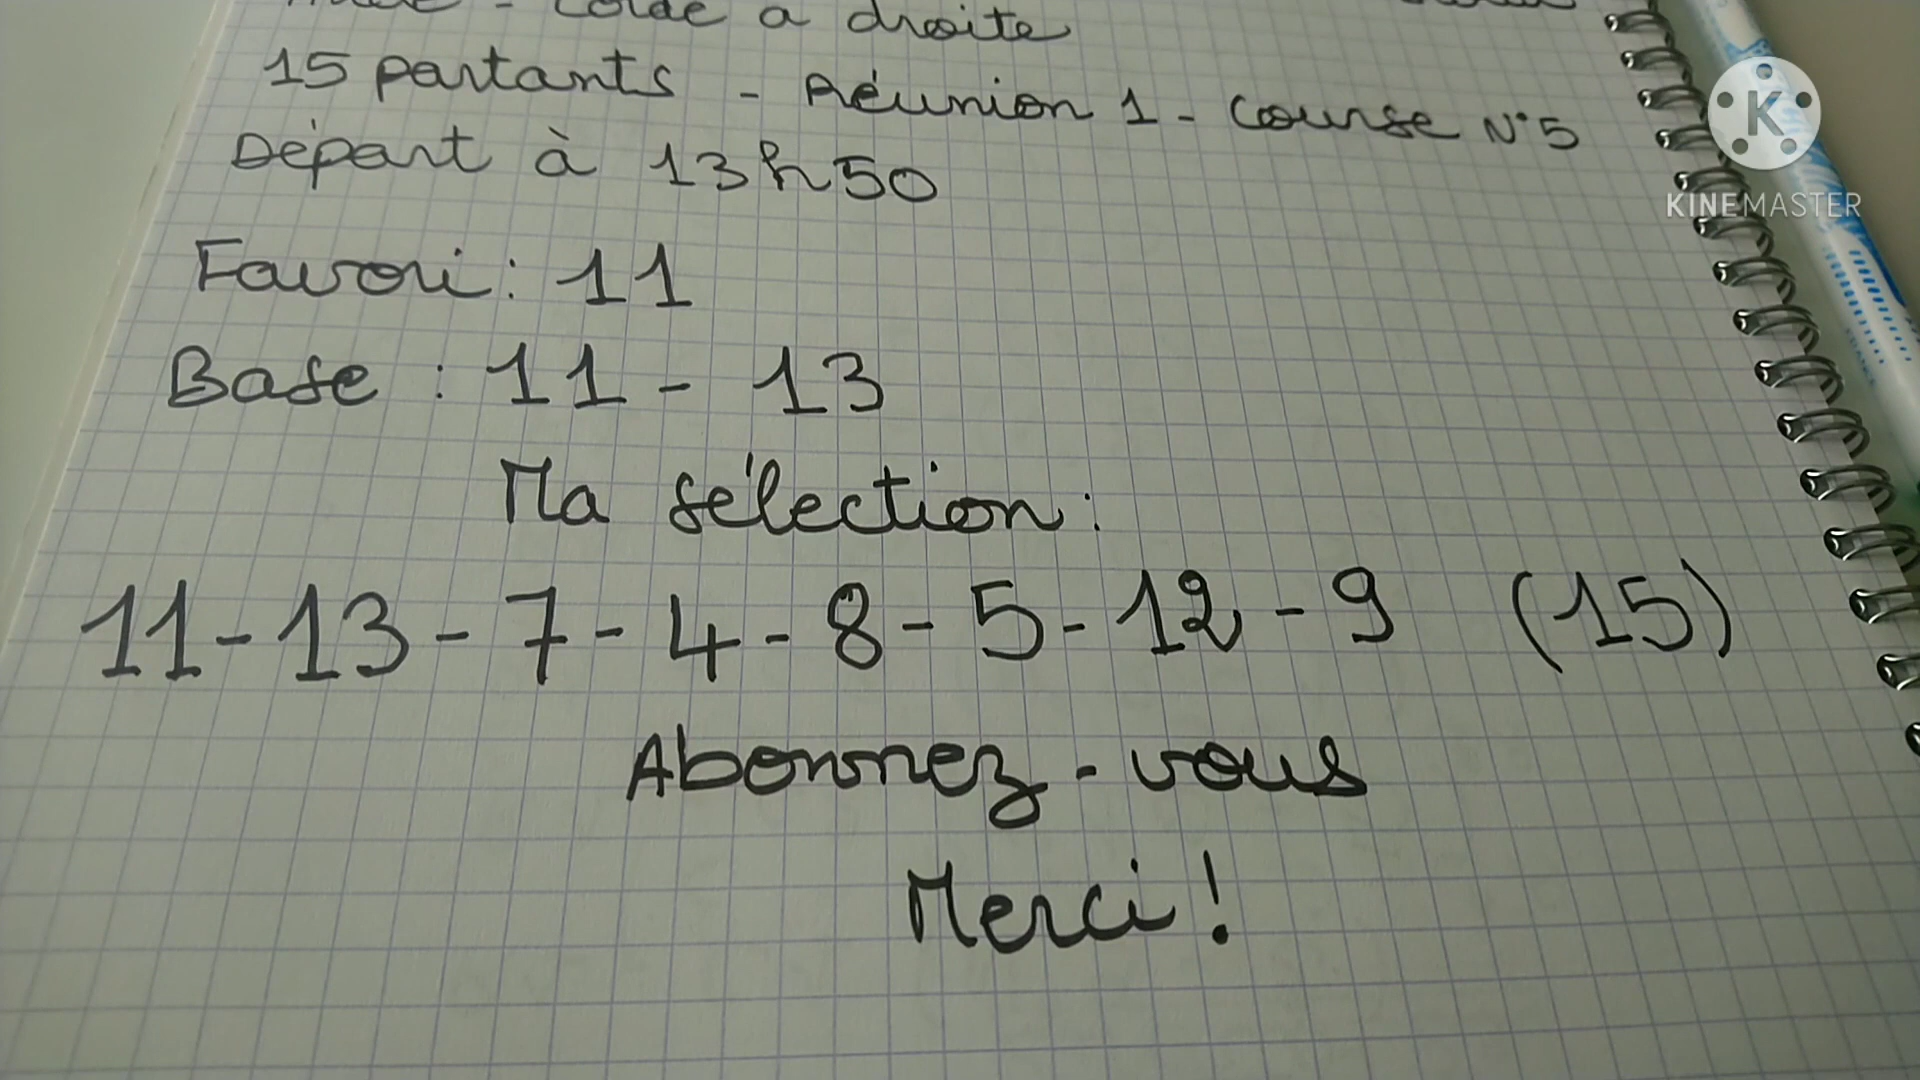 Corde a droite
15 partants - Réunion 1 - Course N°5
Départ à 13h50
Favori : 11
Base : 11 - 13
Ma sélection :
11 - 13 - 7 - 4 - 8 - 5 - 12 - 9 (15)
Abonnez-vous
Merci !
K
KINEMASTER